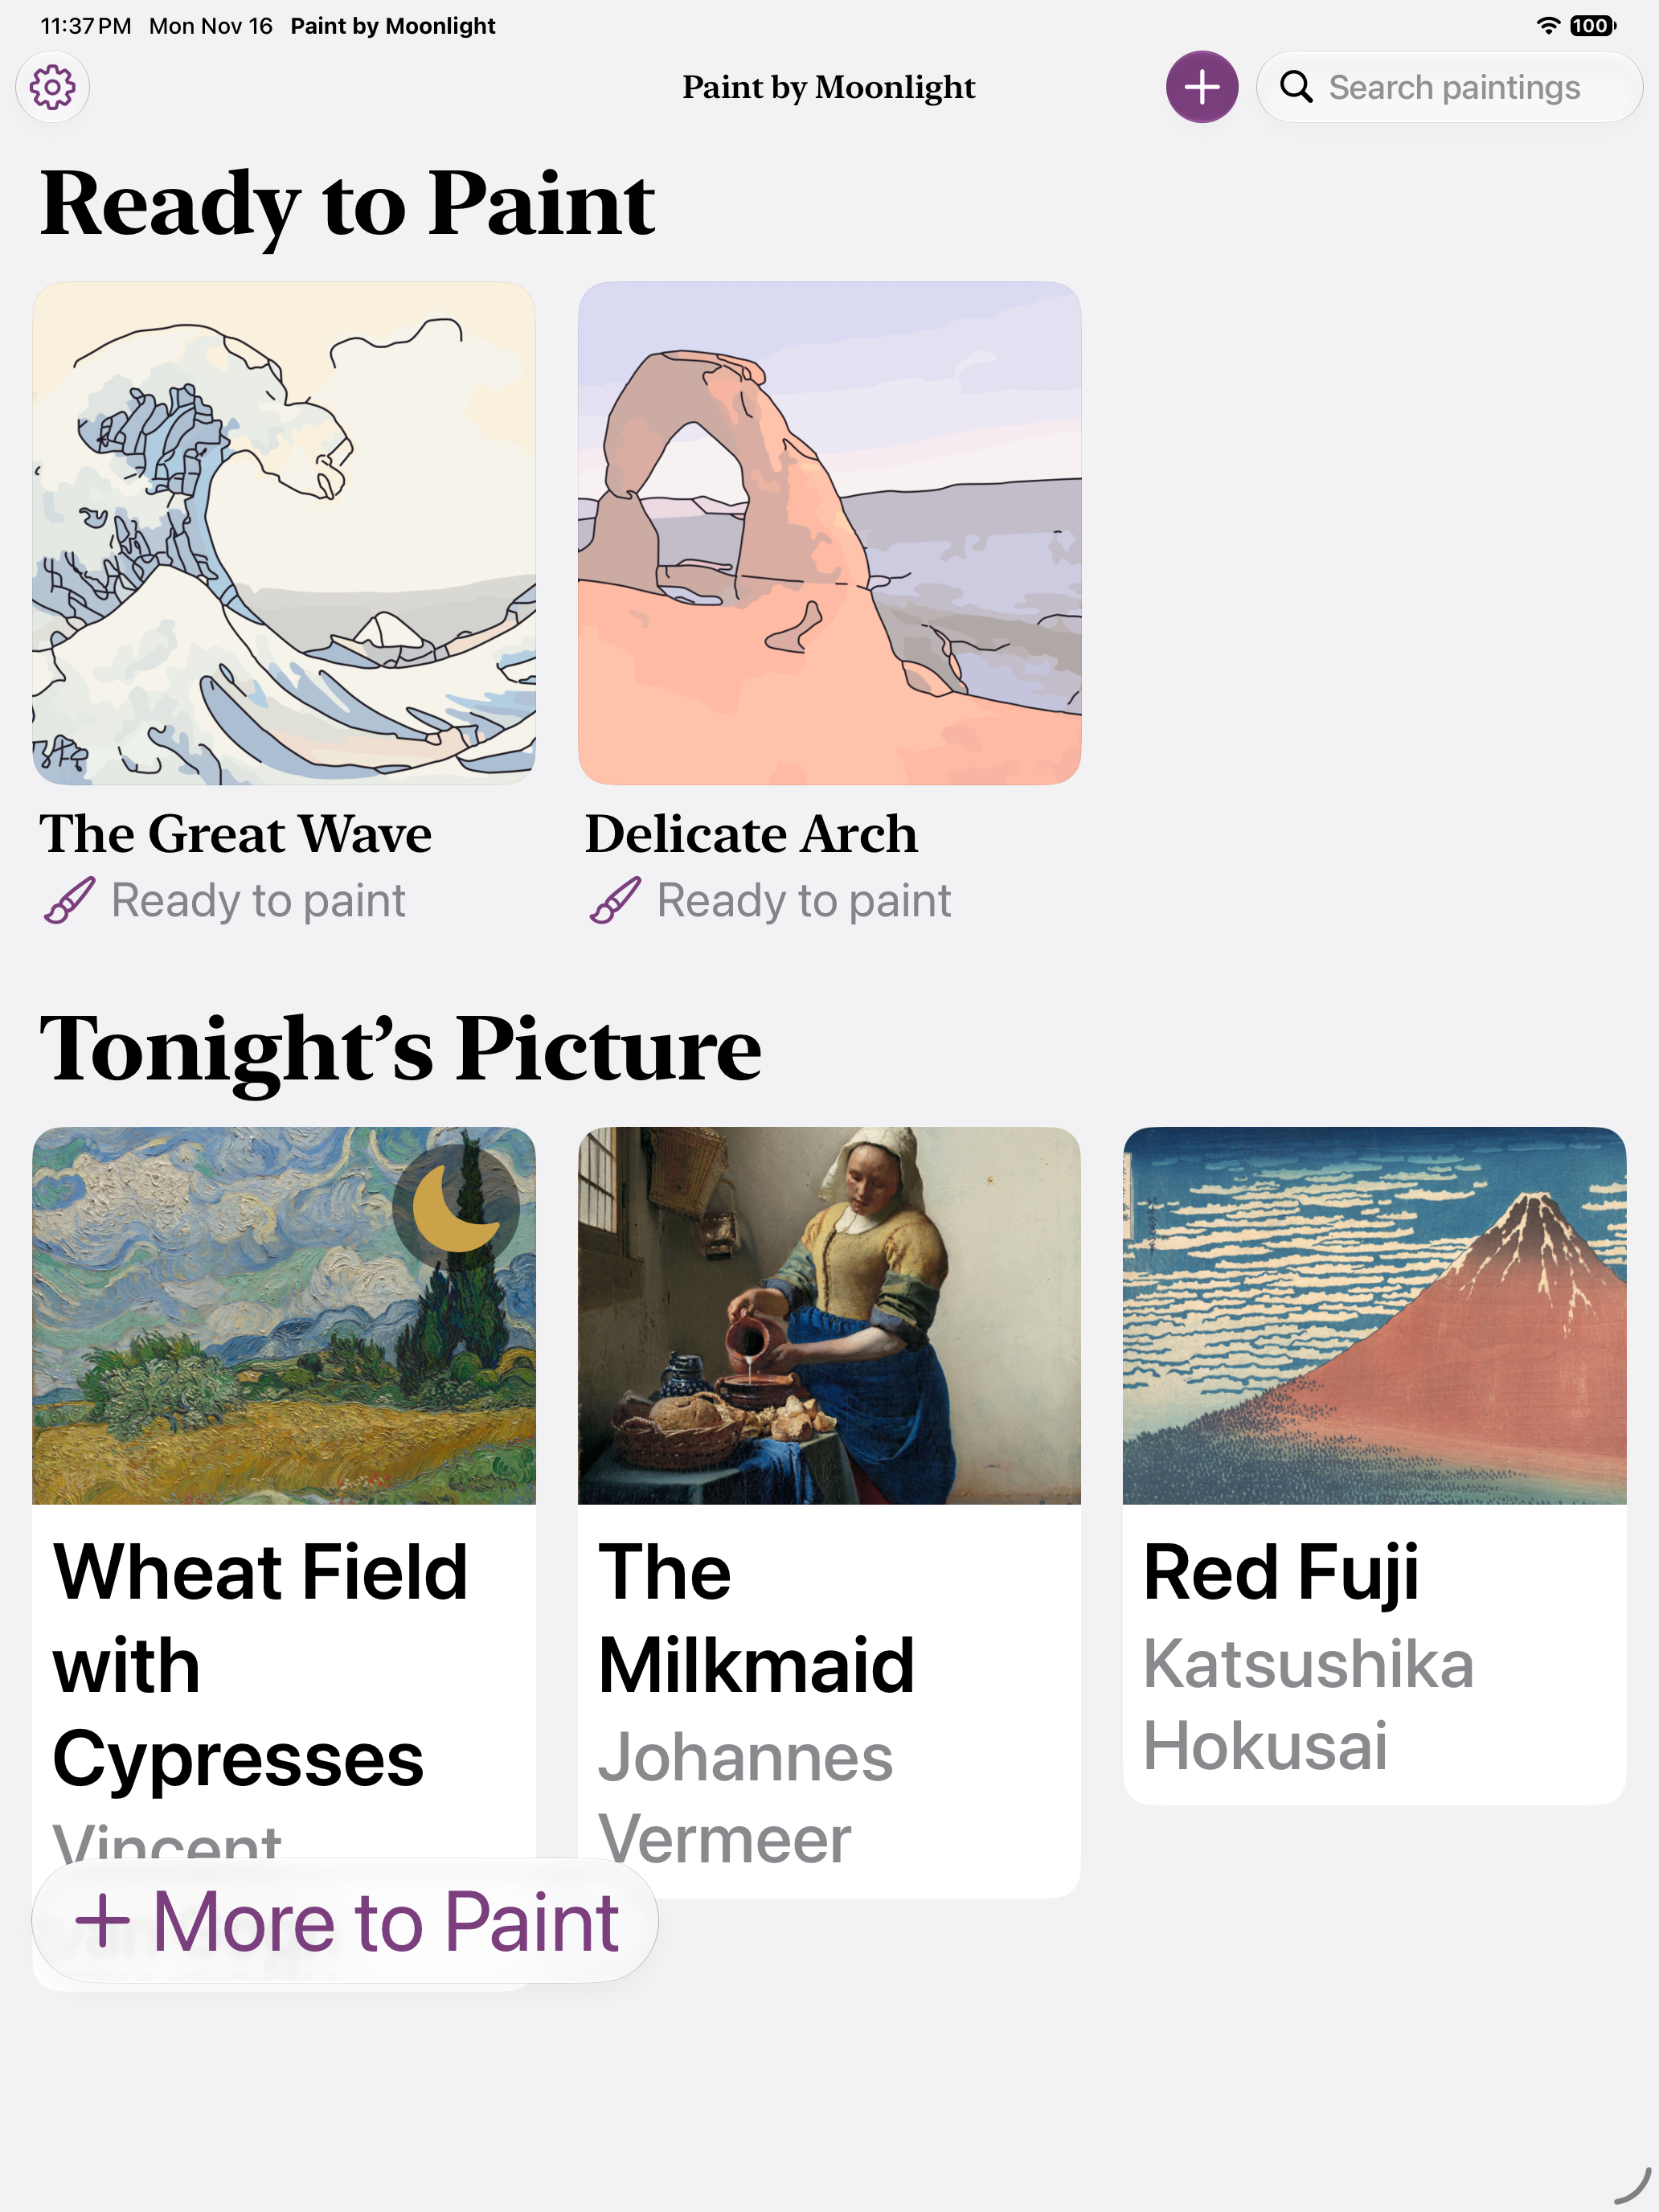 11:37 PM Mon Nov 16 Paint by Moonlight
100
Paint by Moonlight
Search paintings
Ready to Paint
The Great Wave
Ready to paint
Delicate Arch
Ready to paint
Tonight’s Picture
Wheat Field
with
Cypresses
Vincent
The
Milkmaid
Johannes
Vermeer
Red Fuji
Katsushika
Hokusai
More to Paint